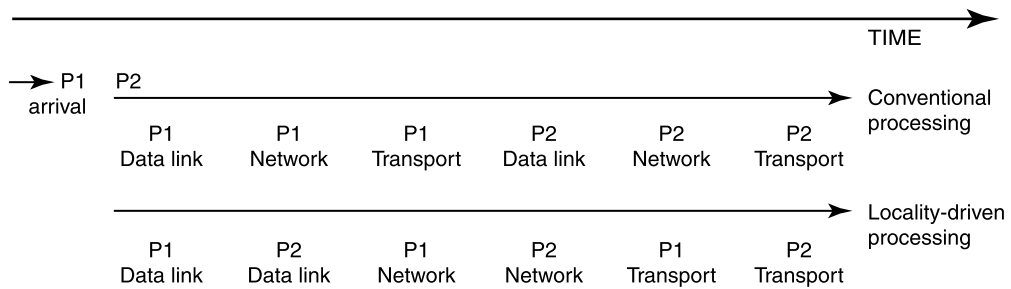 TIME
P1 P2
arrival
Conventional
processing
P1 P1 P1 P2 P2 P2
Data link Network Transport Data link Network Transport
Locality-driven
processing
P1 P2 P1 P2 P1 P2
Data link Data link Network Network Transport Transport